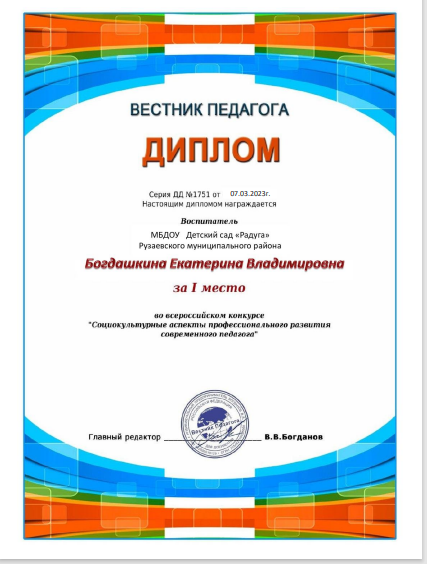 ВЕСТНИК ПЕДАГОГА
ДИПЛОМ
Серия ДД №1751 от 07.03.2023г.
Настоящим дипломом награждается
Воспитатель
МБДОУ Детский сад «Радуга»
Рузаевского муниципального района
Богдашкина Екатерина Владимировна
за I место
во всероссийском конкурсе
"Социокультурные аспекты профессионального развития
современного педагога"
Вестник Педагога
Главный редактор В.В.Богданов